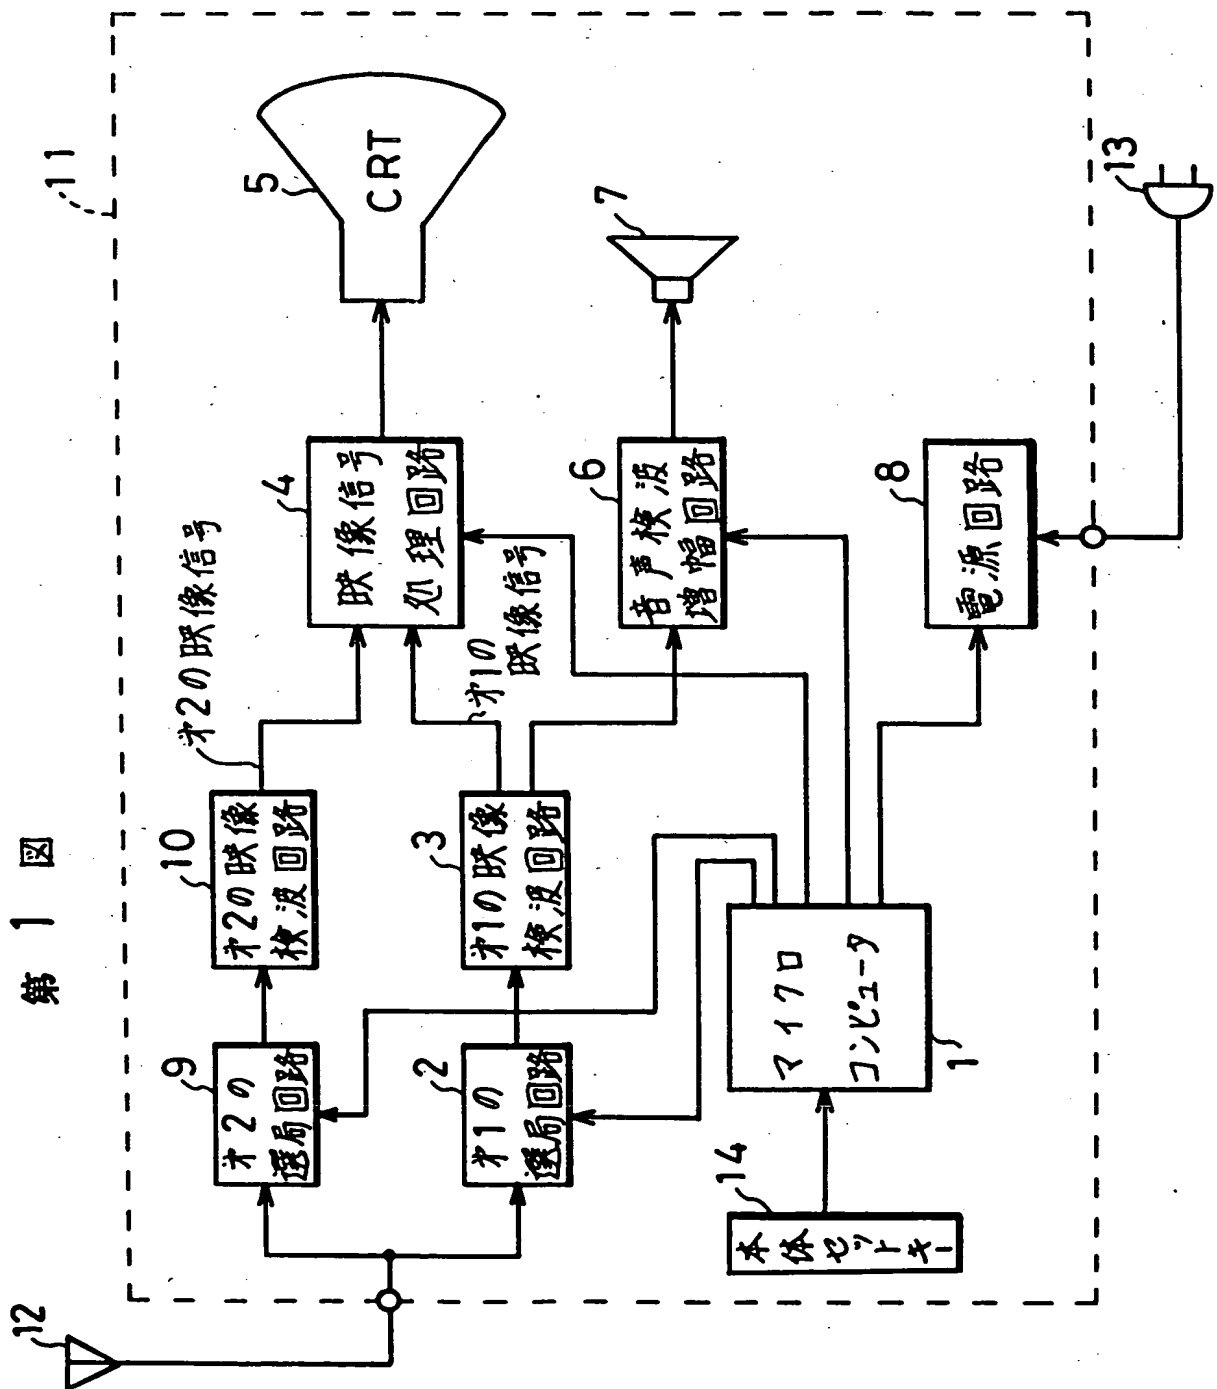 第1図
11
12
5
CRT
7
13
4
映像信号
処理回路
6
音声検波
増幅回路
8
電源回路
才2の映像信号
才1の
映像信号
10
才2の映像
検波回路
3
才1の映像
検波回路
9
才2の
選局回路
2
才1の
選局回路
マイクロ
コンピュータ
1
14
本体セットキー